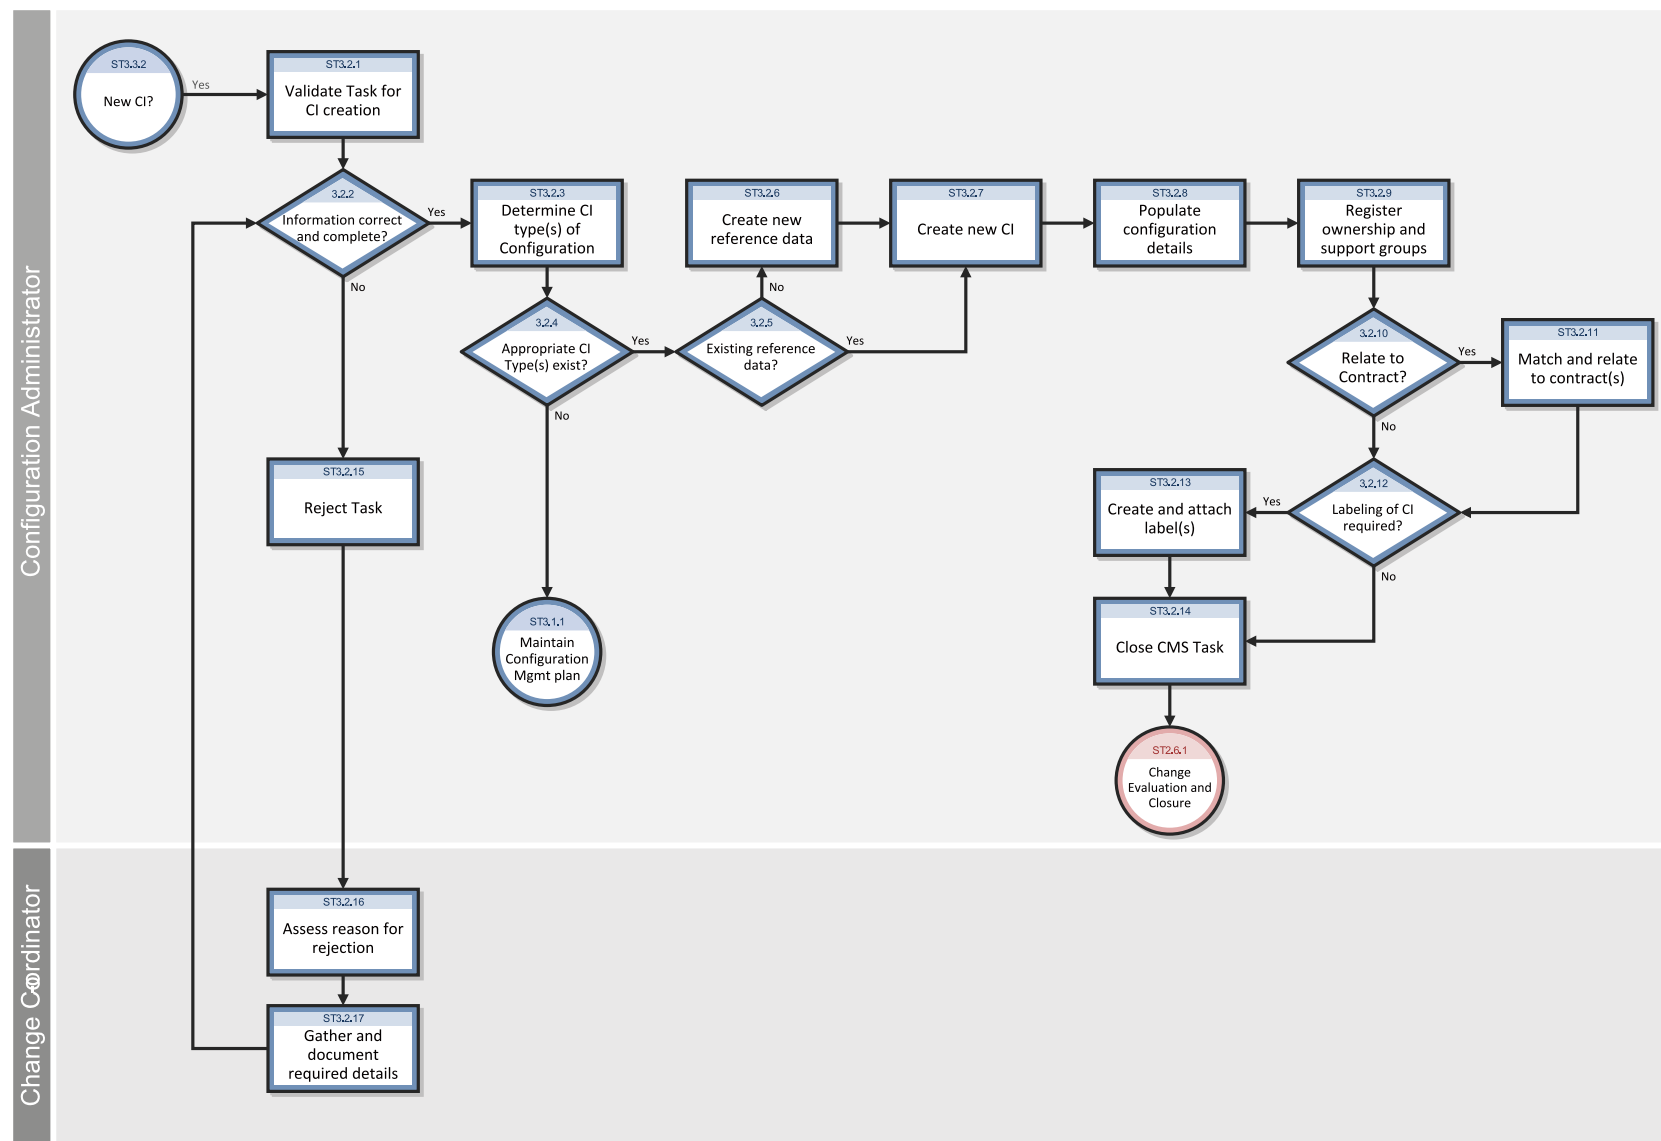 Configuration Administrator
ST3.3.2
New CI?
Yes
ST3.2.1
Validate Task for
CI creation
3.2.2
Information correct
and complete?
Yes
No
ST3.2.3
Determine CI
type(s) of
Configuration
3.2.4
Appropriate CI
Type(s) exist?
Yes
No
3.2.5
Existing reference
data?
No
Yes
ST3.2.6
Create new
reference data
ST3.2.7
Create new CI
ST3.2.8
Populate
configuration
details
ST3.2.9
Register
ownership and
support groups
3.2.10
Relate to
Contract?
Yes
No
ST3.2.11
Match and relate
to contract(s)
3.2.12
Labeling of CI
required?
Yes
No
ST3.2.13
Create and attach
label(s)
ST3.2.14
Close CMS Task
ST2.6.1
Change
Evaluation and
Closure
ST3.1.1
Maintain
Configuration
Mgmt plan
ST3.2.15
Reject Task
Change Co-ordinator
ST3.2.16
Assess reason for
rejection
ST3.2.17
Gather and
document
required details